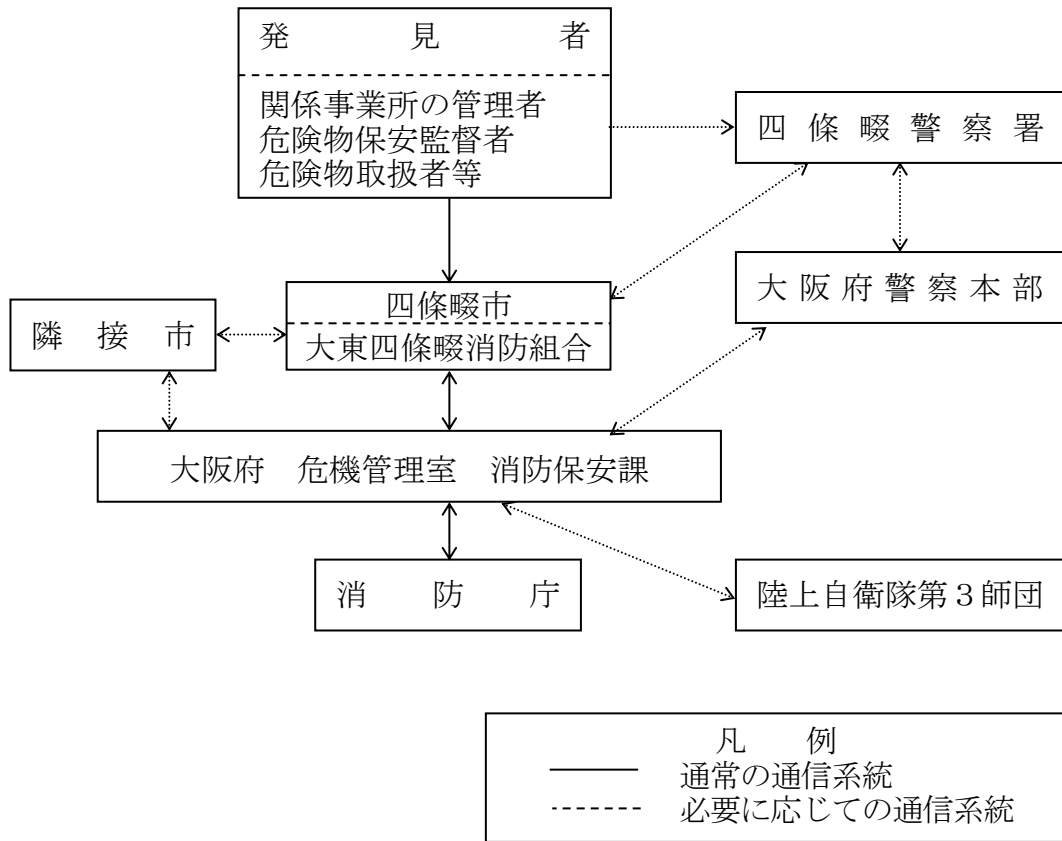 発見者
関係事業所の管理者
危険物保安監督者
危険物取扱者等
四條畷警察署
大阪府警察本部
四條畷市
大東四條畷消防組合
隣接市
大阪府 危機管理室 消防保安課
消防庁
陸上自衛隊第3師団
凡例
通常の通信系統
必要に応じての通信系統